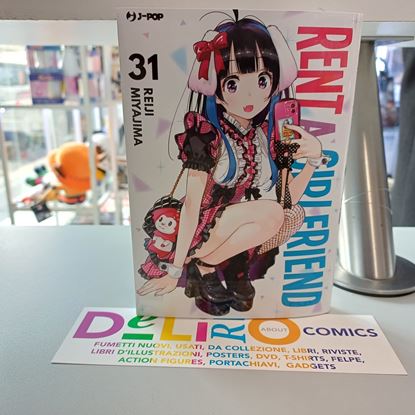 J-POP
31
REIJI
MIYAJIMA
RENT A GIRLFRIEND
DeLiRO
ABOUT
COMICS
FUMETTI NUOVI, USATI, DA COLLEZIONE, LIBRI, RIVISTE,
LIBRI D'ILLUSTRAZIONI, POSTERS, DVD, T-SHIRTS, FELPE,
ACTION-FIGURES, PORTACHIAVI, GADGETS